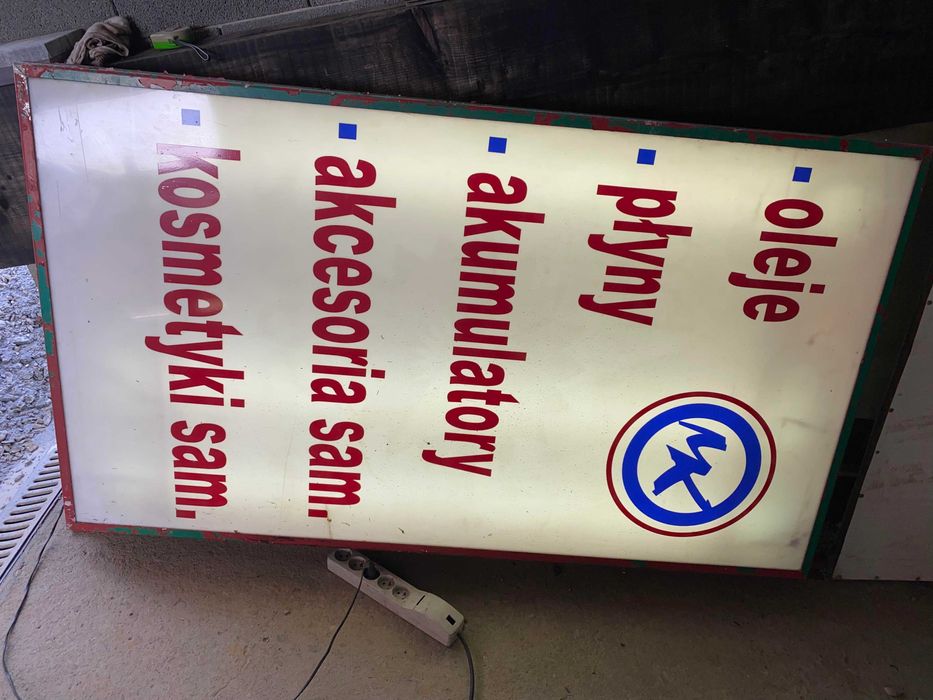 oleje
płyny
akumulatory
akcesoria sam.
kosmetyki sam.